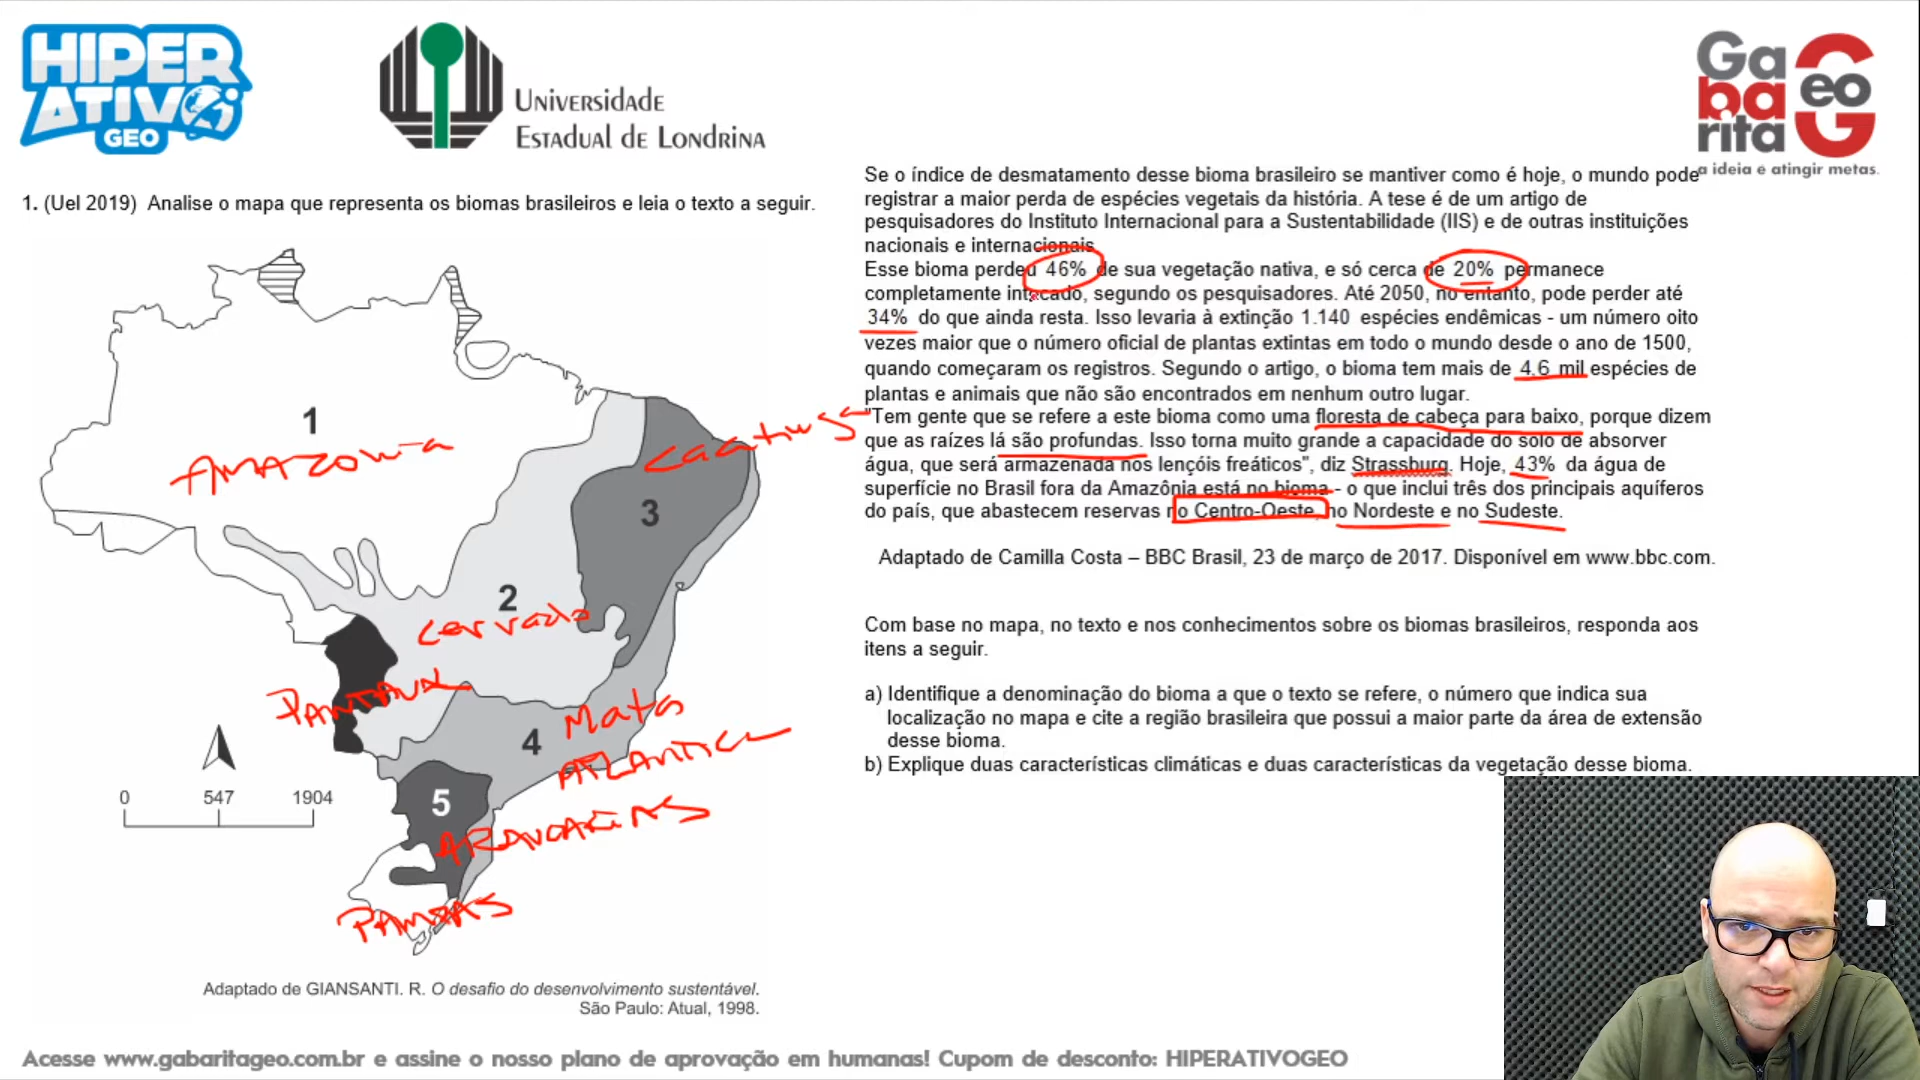 HIPER
ATIVO
GEO
UNIVERSIDADE
ESTADUAL DE LONDRINA
Ga
ba
rita
G
eo
a ideia é atingir metas.
1. (Uel 2019) Analise o mapa que representa os biomas brasileiros e leia o texto a seguir.
1
AMAZONIA
2
cerrado
3
caatinga
PANTANAL
4
Mata
ATLANTICA
5
ARAUCARIAS
PAMPAS
0 547 1904
Adaptado de GIANSANTI. R. O desafio do desenvolvimento sustentável.
São Paulo: Atual, 1998.
Se o índice de desmatamento desse bioma brasileiro se mantiver como é hoje, o mundo pode
registrar a maior perda de espécies vegetais da história. A tese é de um artigo de
pesquisadores do Instituto Internacional para a Sustentabilidade (IIS) e de outras instituições
nacionais e internacionais.
Esse bioma perdeu 46% de sua vegetação nativa, e só cerca de 20% permanece
completamente intocado, segundo os pesquisadores. Até 2050, no entanto, pode perder até
34% do que ainda resta. Isso levaria à extinção 1.140 espécies endêmicas - um número oito
vezes maior que o número oficial de plantas extintas em todo o mundo desde o ano de 1500,
quando começaram os registros. Segundo o artigo, o bioma tem mais de 4,6 mil espécies de
plantas e animais que não são encontrados em nenhum outro lugar.
"Tem gente que se refere a este bioma como uma floresta de cabeça para baixo, porque dizem
que as raízes lá são profundas. Isso torna muito grande a capacidade do solo de absorver
água, que será armazenada nos lençóis freáticos", diz Strassburg. Hoje, 43% da água de
superfície no Brasil fora da Amazônia está no bioma - o que inclui três dos principais aquíferos
do país, que abastecem reservas no Centro-Oeste, no Nordeste e no Sudeste.
Adaptado de Camilla Costa – BBC Brasil, 23 de março de 2017. Disponível em www.bbc.com.
Com base no mapa, no texto e nos conhecimentos sobre os biomas brasileiros, responda aos
itens a seguir.
a) Identifique a denominação do bioma a que o texto se refere, o número que indica sua
localização no mapa e cite a região brasileira que possui a maior parte da área de extensão
desse bioma.
b) Explique duas características climáticas e duas características da vegetação desse bioma.
Acesse www.gabaritageo.com.br e assine o nosso plano de aprovação em humanas! Cupom de desconto: HIPERATIVOGEO